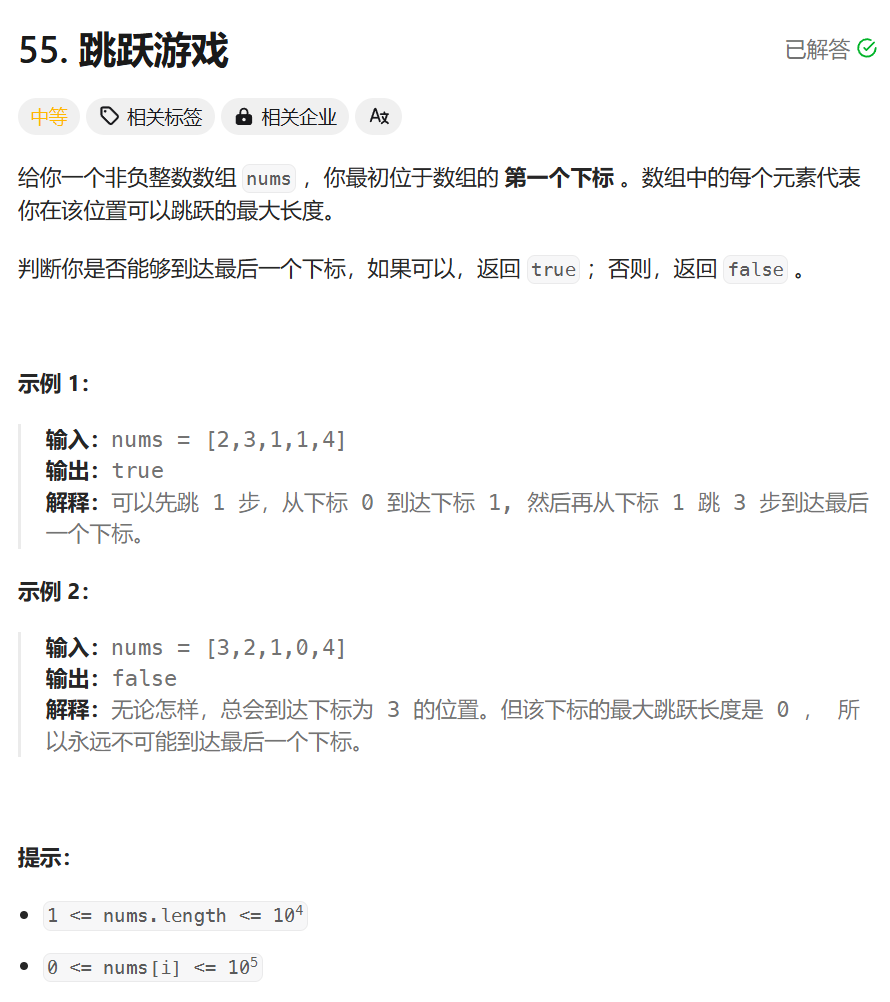 55. 跳跃游戏
已解答
中等
相关标签
相关企业
给你一个非负整数数组 nums ，你最初位于数组的 第一个下标 。数组中的每个元素代表
你在该位置可以跳跃的最大长度。
判断你是否能够到达最后一个下标，如果可以，返回 true ；否则，返回 false 。
示例 1：
输入：nums = [2,3,1,1,4]
输出：true
解释：可以先跳 1 步，从下标 0 到达下标 1, 然后再从下标 1 跳 3 步到达最后
一个下标。
示例 2：
输入：nums = [3,2,1,0,4]
输出：false
解释：无论怎样，总会到达下标为 3 的位置。但该下标的最大跳跃长度是 0 ， 所
以永远不可能到达最后一个下标。
提示：
1 <= nums.length <= 10⁴
0 <= nums[i] <= 10⁵